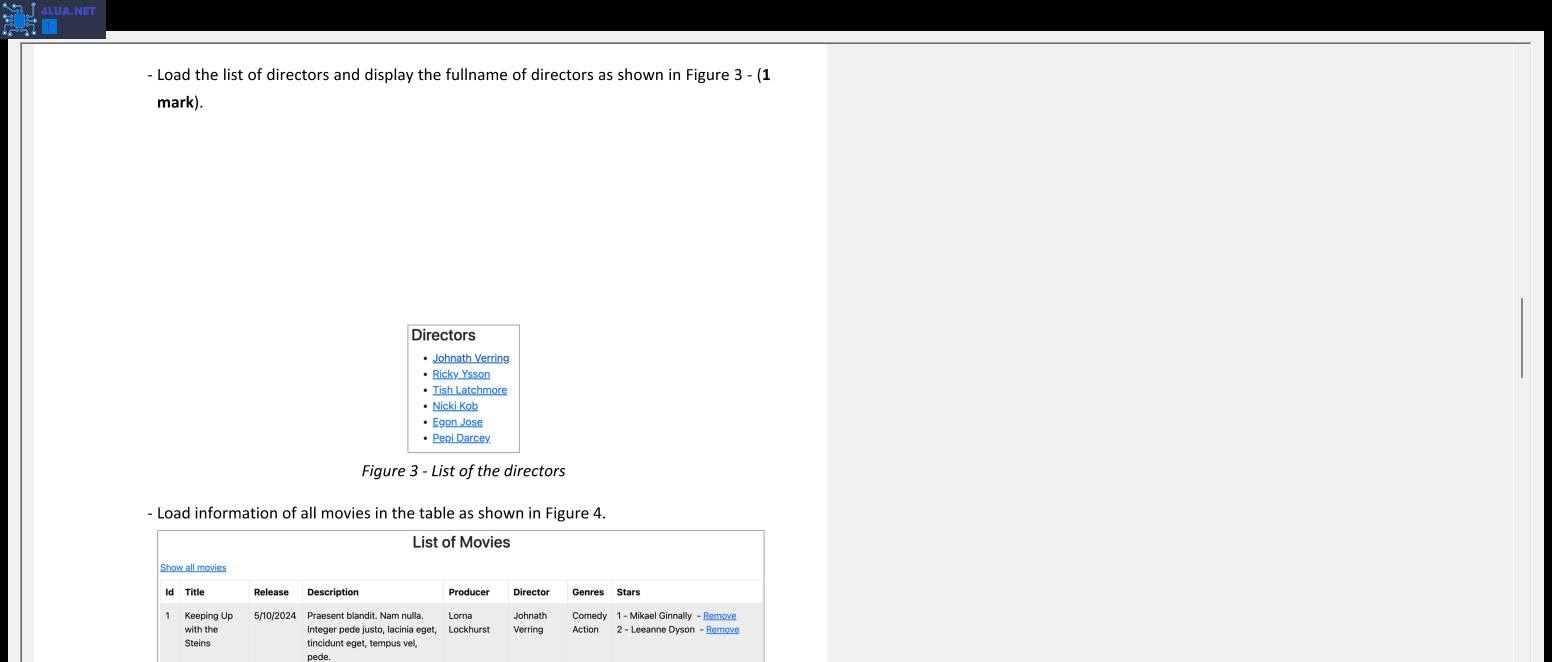 4LUA.NET
- Load the list of directors and display the fullname of directors as shown in Figure 3 - (1
mark).
Directors
• Johnath Verring
• Ricky Ysson
• Tish Latchmore
• Nicki Kob
• Egon Jose
• Pepi Darcey
Figure 3 - List of the directors
- Load information of all movies in the table as shown in Figure 4.
List of Movies
Show all movies
Id Title Release Description Producer Director Genres Stars
1 Keeping Up 5/10/2024 Praesent blandit. Nam nulla. Lorna Johnath Comedy 1 - Mikael Ginnally - Remove
with the Integer pede justo, lacinia eget, Lockhurst Verring Action 2 - Leeanne Dyson - Remove
Steins tincidunt eget, tempus vel,
pede.